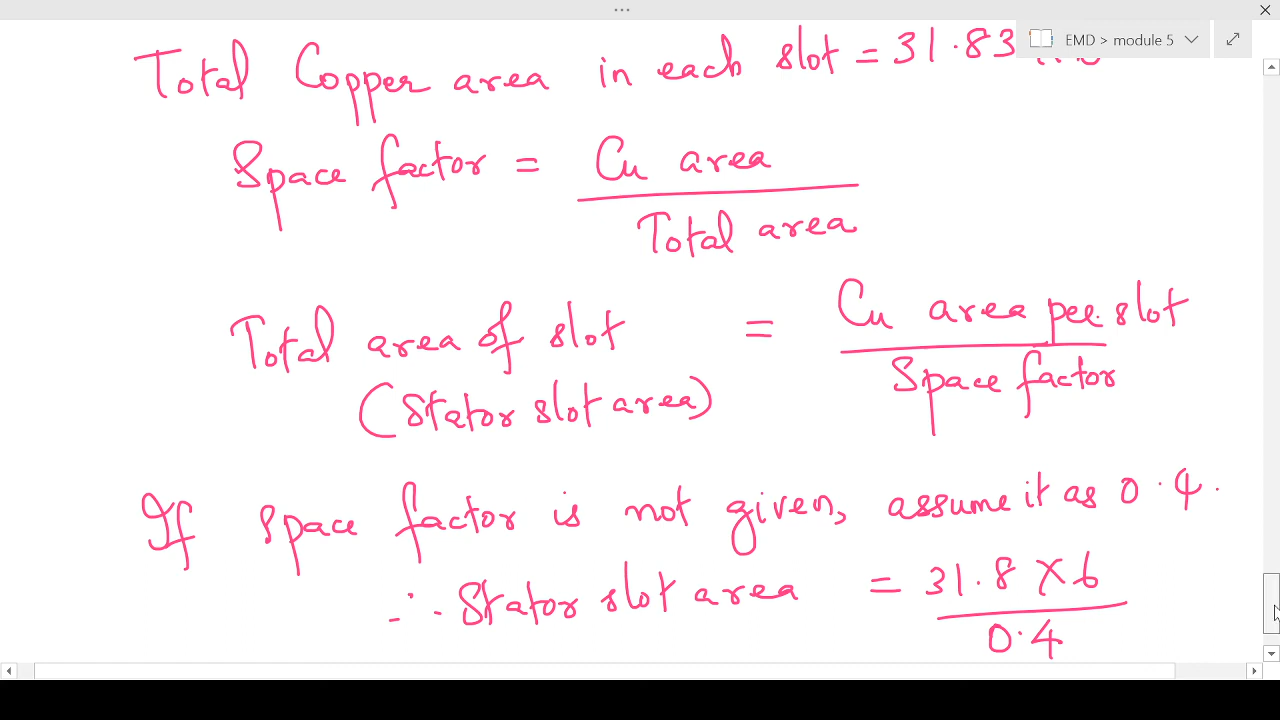 EMD > module 5
Total Copper area in each slot = 31.83
Space factor = Cu area
Total area
Total area of slot = Cu area per slot
(Stator slot area) Space factor
If space factor is not given, assume it as 0.4.
∴ Stator slot area = 31.8 × 6
0.4